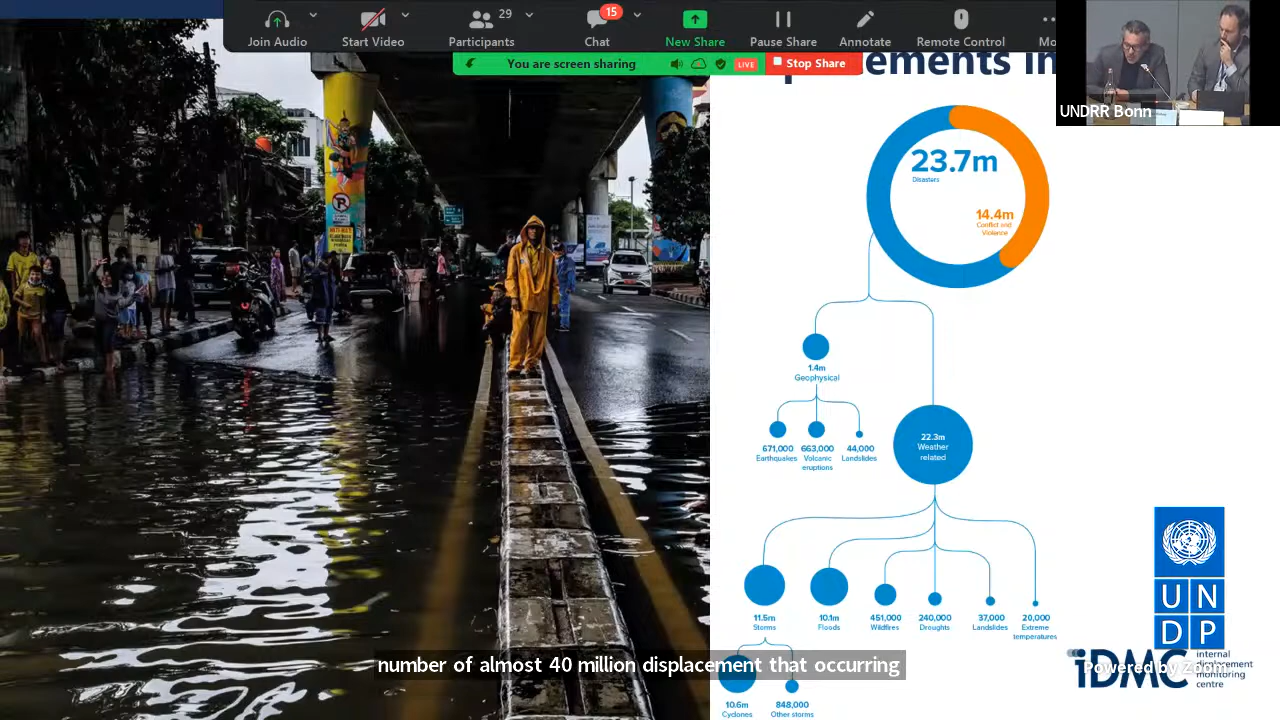 Join Audio
Start Video
Participants
29
Chat
15
New Share
Pause Share
Annotate
Remote Control
Mo
You are screen sharing
LIVE
Stop Share
ements in
UNDRR Bonn
23.7m
Disasters
14.4m
Conflict and
Violence
1.4m
Geophysical
671,000
Earthquakes
663,000
Volcanic
eruptions
44,000
Landslides
22.3m
Weather
related
11.5m
Storms
10.1m
Floods
451,000
Wildfires
240,000
Droughts
37,000
Landslides
20,000
Extreme
temperatures
10.6m
Cyclones
848,000
Other storms
number of almost 40 million displacement that occurring
U N
D P
iDMC
internal
displacement
monitoring
centre
Powered by Zoom